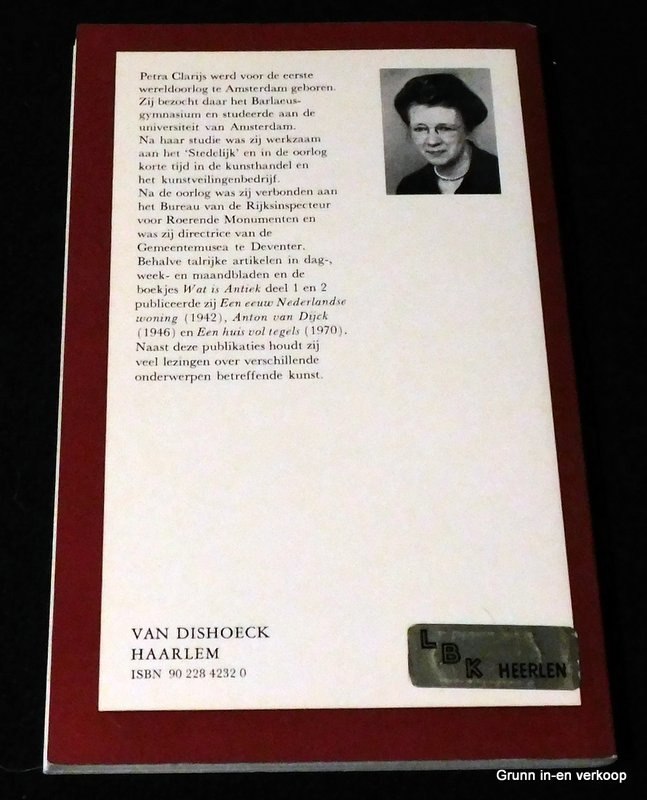 Petra Clarijs werd voor de eerste
wereldoorlog te Amsterdam geboren.
Zij bezocht daar het Barlaeus-
gymnasium en studeerde aan de
universiteit van Amsterdam.
Na haar studie was zij werkzaam
aan het 'Stedelijk' en in de oorlog
korte tijd in de kunsthandel en
het kunstveilingenbedrijf.
Na de oorlog was zij verbonden aan
het Bureau van de Rijksinspecteur
voor Roerende Monumenten en
was zij directrice van de
Gemeentemusea te Deventer.
Behalve talrijke artikelen in dag-,
week- en maandbladen en de
boekjes Wat is Antiek deel 1 en 2
publiceerde zij Een eeuw Nederlandse
woning (1942), Anton van Dijck
(1946) en Een huis vol tegels (1970).
Naast deze publikaties houdt zij
veel lezingen over verschillende
onderwerpen betreffende kunst.
VAN DISHOECK
HAARLEM
ISBN 90 228 4232 0
LBK HEERLEN
Grunn in-en verkoop